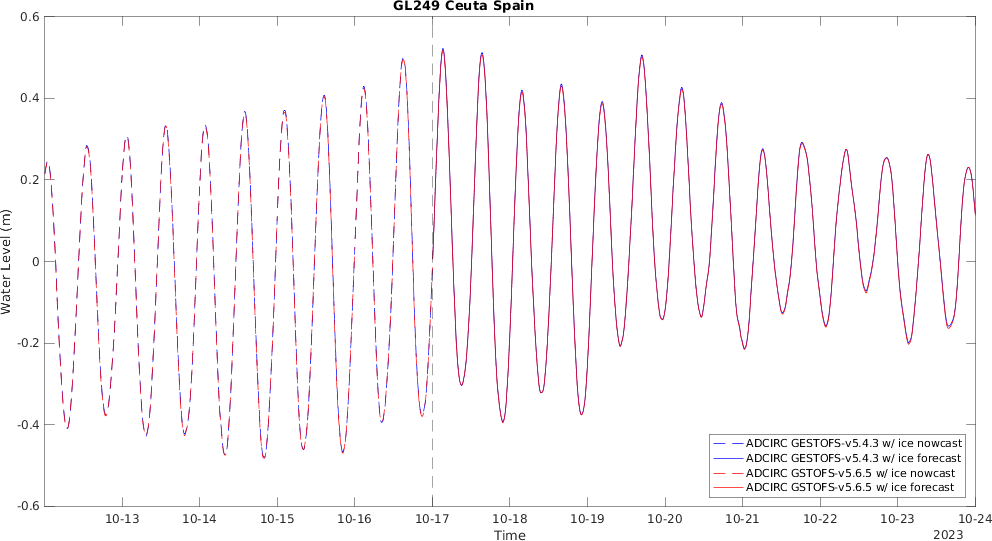 GL249 Ceuta Spain
0.6
0.4
0.2
0
-0.2
-0.4
-0.6
Water Level (m)
ADCIRC GESTOFS-v5.4.3 w/ ice nowcast
ADCIRC GESTOFS-v5.4.3 w/ ice forecast
ADCIRC GSTOFS-v5.6.5 w/ ice nowcast
ADCIRC GSTOFS-v5.6.5 w/ ice forecast
10-13 10-14 10-15 10-16 10-17 10-18 10-19 10-20 10-21 10-22 10-23 10-24
Time
2023